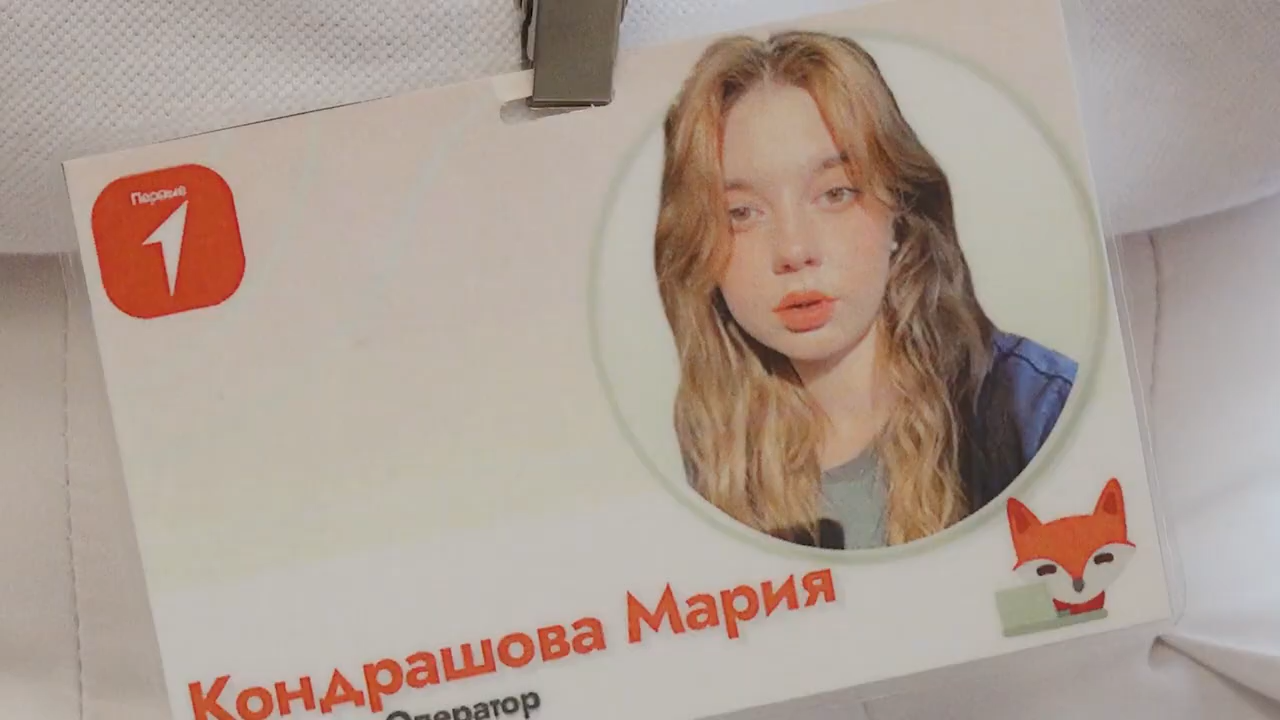 Первые
Кондрашова Мария
Оператор